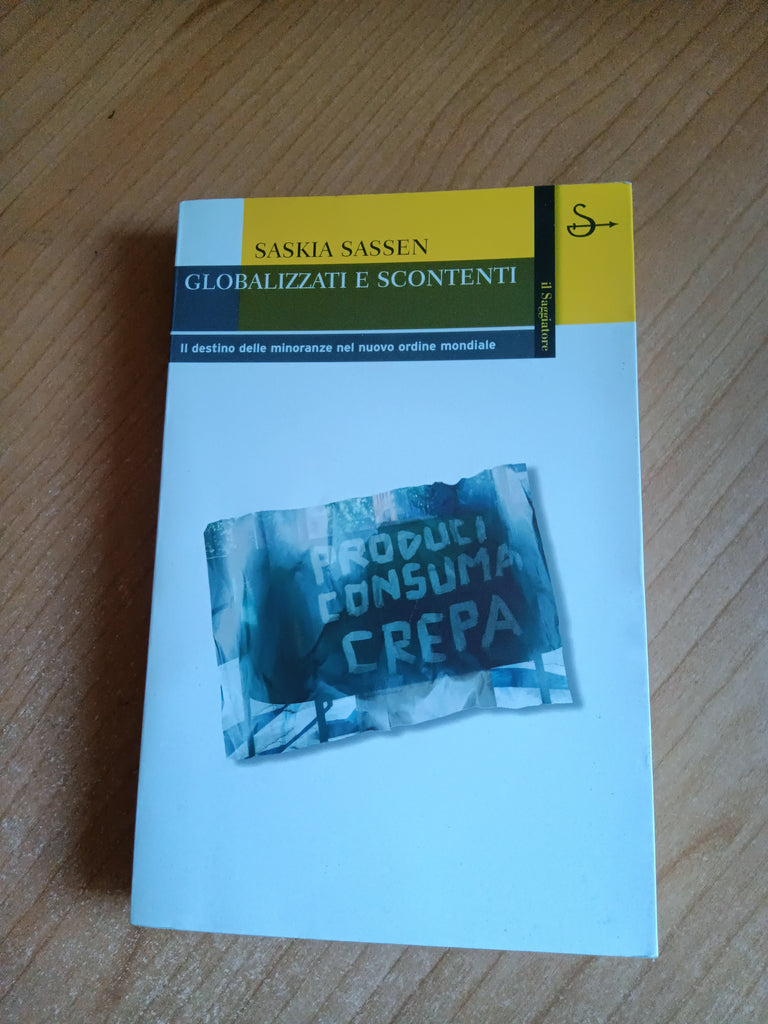 SASKIA SASSEN
GLOBALIZZATI E SCONTENTI
Il destino delle minoranze nel nuovo ordine mondiale
il Saggiatore
PRODUCI
CONSUMA
CREPA